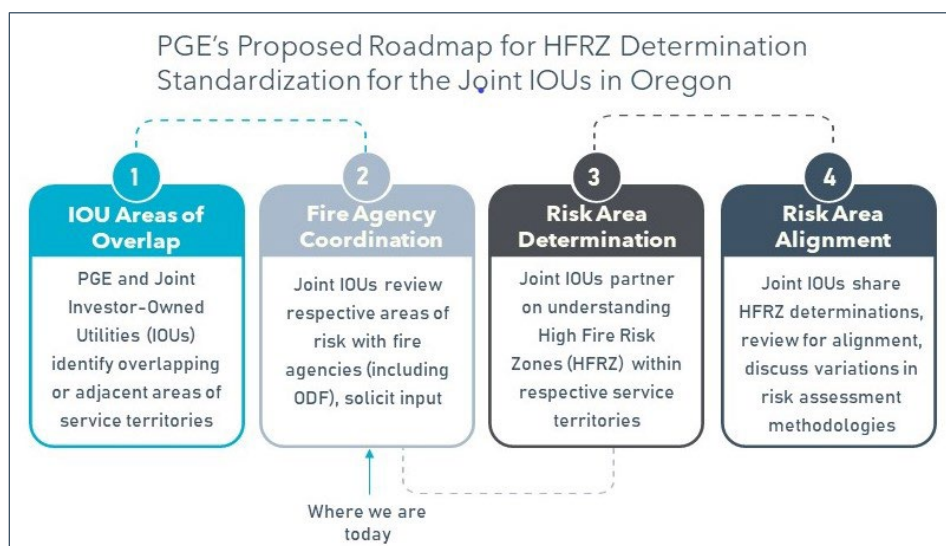 PGE's Proposed Roadmap for HFRZ Determination
Standardization for the Joint IOUs in Oregon
1
IOU Areas of
Overlap
PGE and Joint
Investor-Owned
Utilities (IOUs)
identify overlapping
or adjacent areas of
service territories
2
Fire Agency
Coordination
Joint IOUs review
respective areas of
risk with fire
agencies (including
ODF), solicit input
3
Risk Area
Determination
Joint IOUs partner
on understanding
High Fire Risk
Zones (HFRZ) within
respective service
territories
4
Risk Area
Alignment
Joint IOUs share
HFRZ determinations,
review for alignment,
discuss variations in
risk assessment
methodologies
Where we are
today